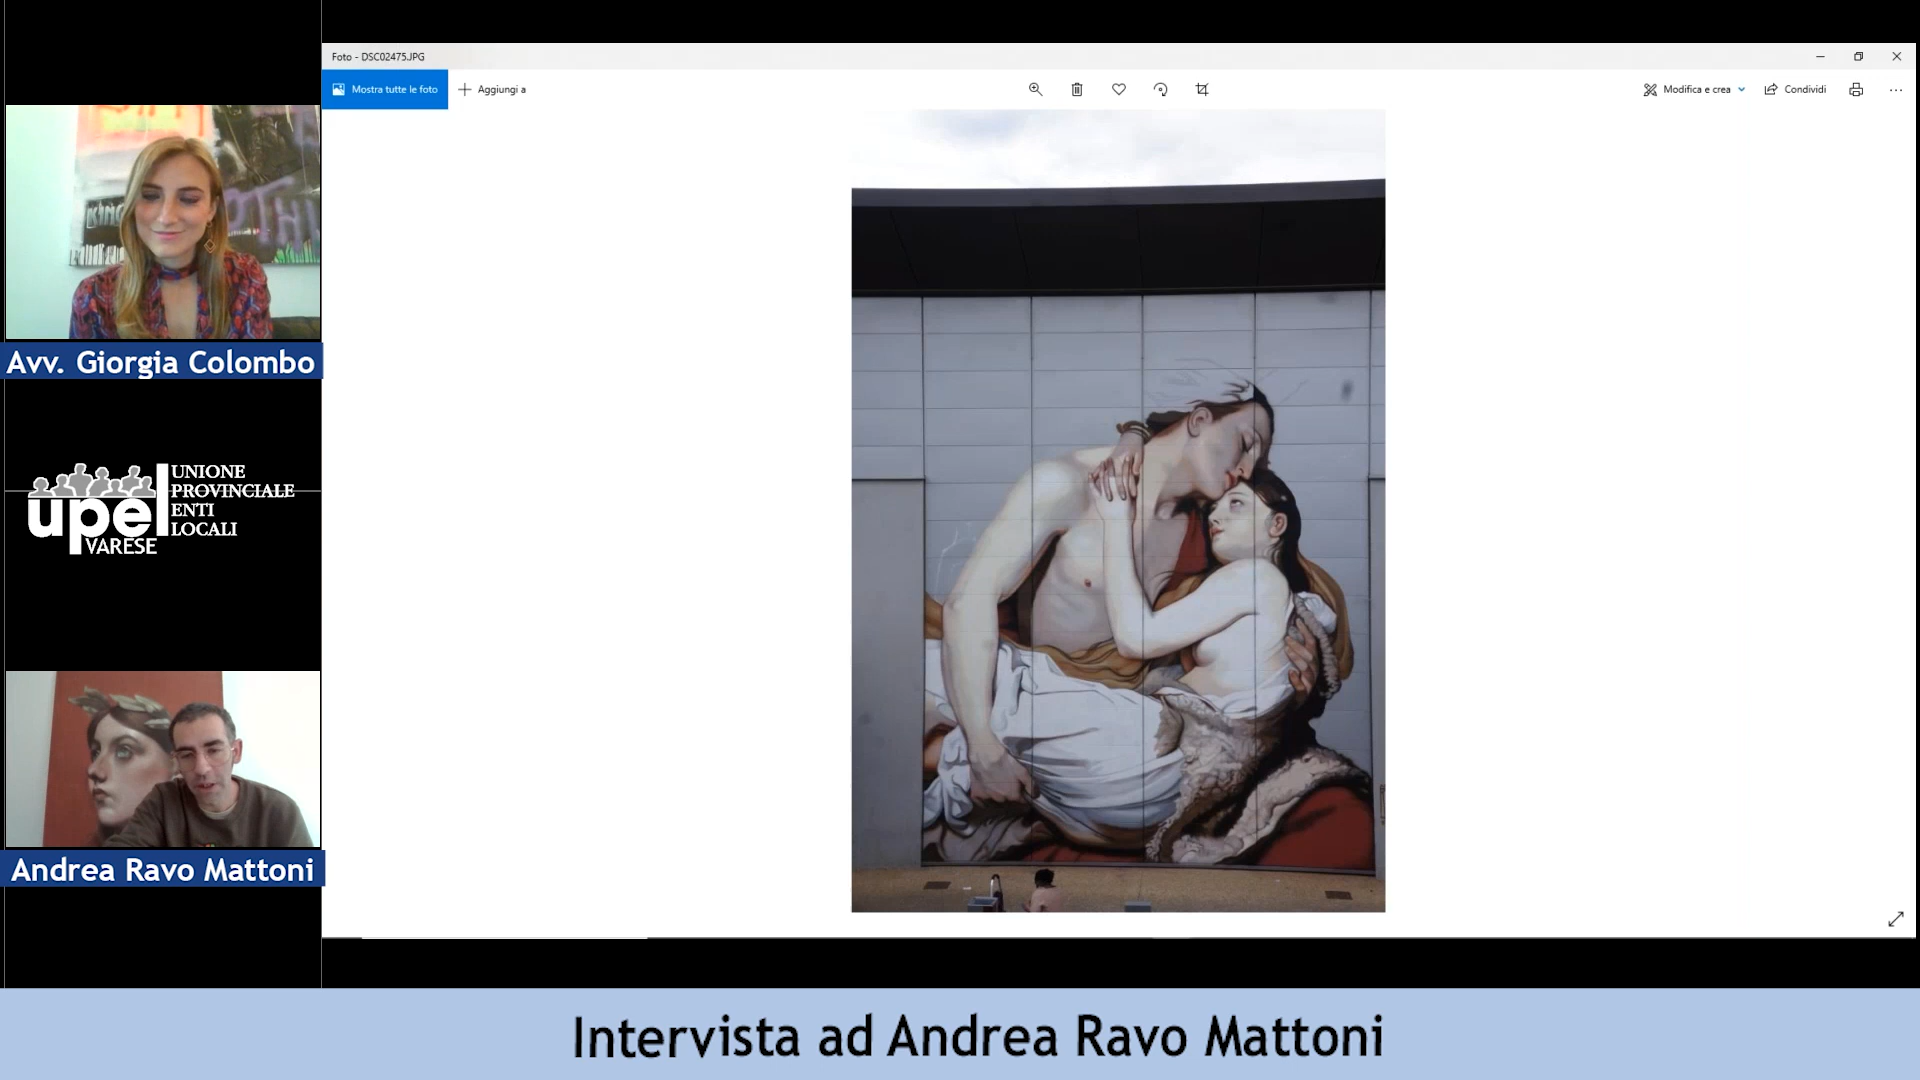 Foto - DSC02475.JPG
Mostra tutte le foto
Aggiungi a
Modifica e crea
Condividi
Avv. Giorgia Colombo
upel
UNIONE
PROVINCIALE
ENTI
LOCALI
VARESE
Andrea Ravo Mattoni
Intervista ad Andrea Ravo Mattoni